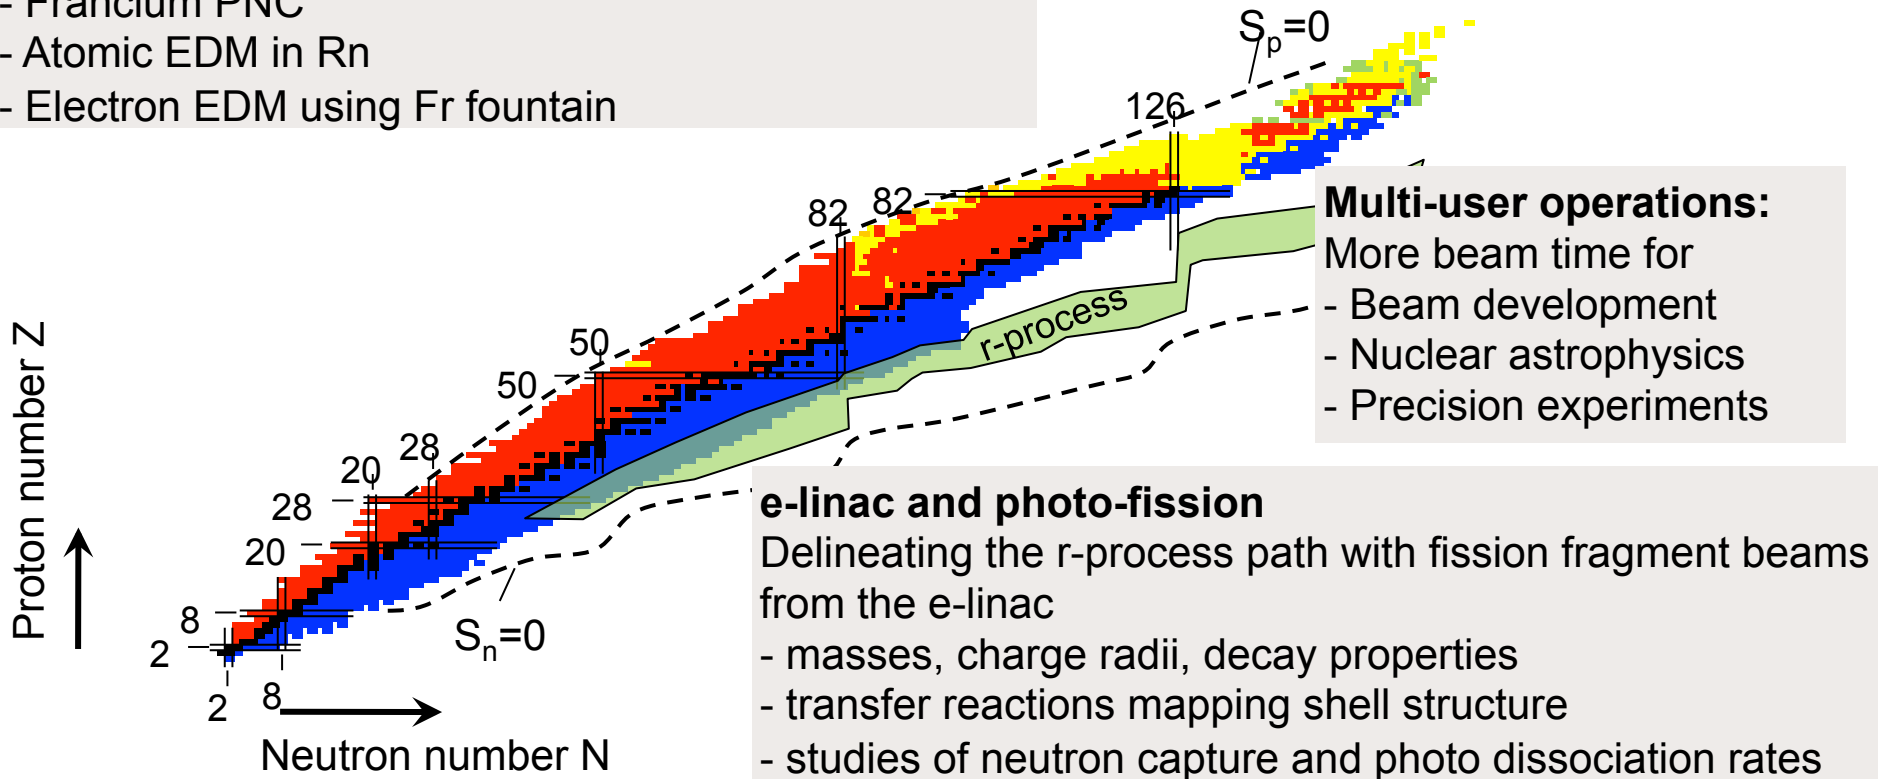 - Francium PNC
- Atomic EDM in Rn
- Electron EDM using Fr fountain
Sp=0
126
82
82
Multi-user operations:
More beam time for
- Beam development
- Nuclear astrophysics
- Precision experiments
r-process
50
50
28
20
28
20
8
2
2
8
Sn=0
Proton number Z
Neutron number N
e-linac and photo-fission
Delineating the r-process path with fission fragment beams
from the e-linac
- masses, charge radii, decay properties
- transfer reactions mapping shell structure
- studies of neutron capture and photo dissociation rates